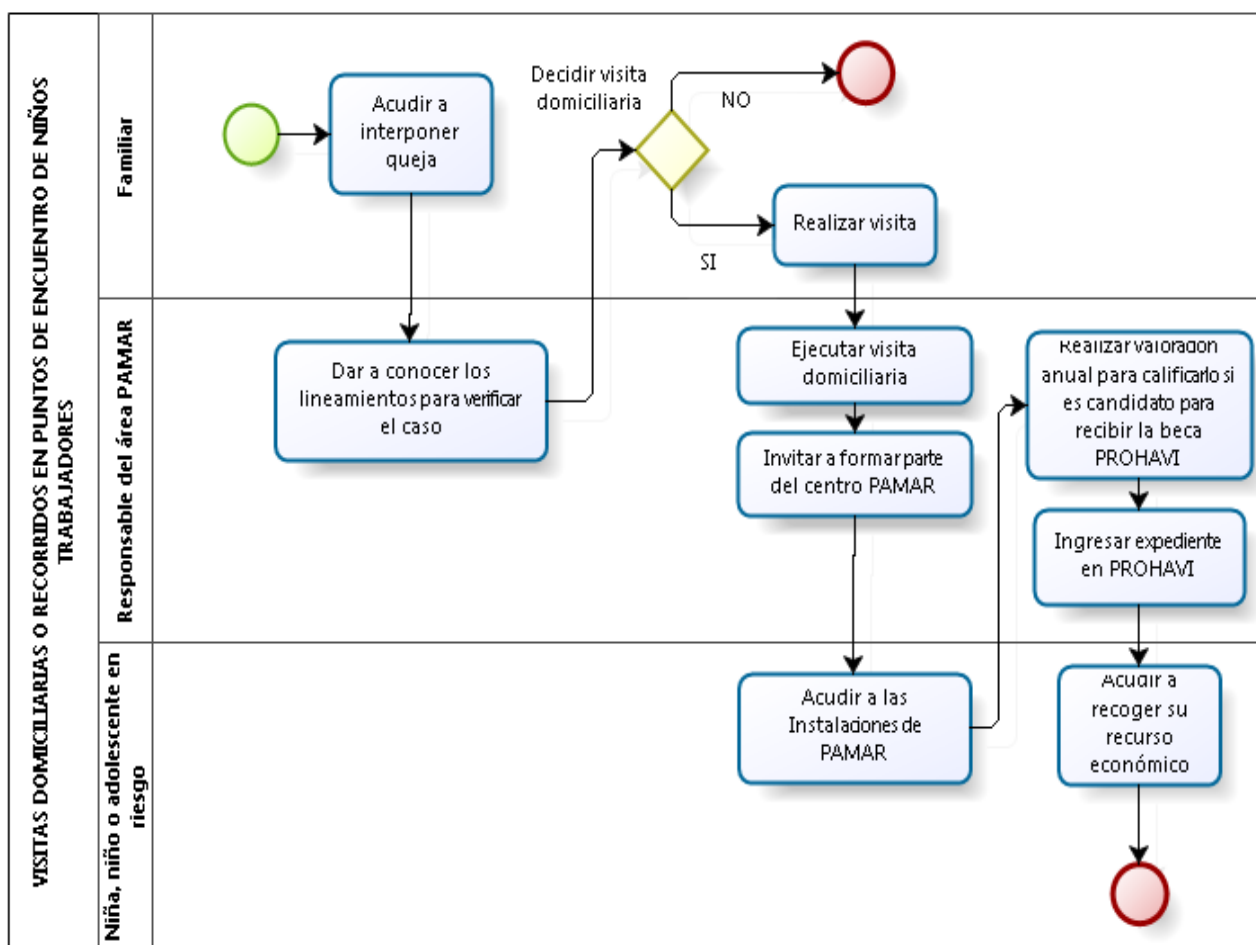 VISITAS DOMICILIARIAS O RECORRIDOS EN PUNTOS DE ENCUENTRO DE NIÑOS
TRABAJADORES
Familiar
Acudir a
interponer
queja
Decidir visita
domiciliaria
NO
SI
Realizar visita
Responsable del área PAMAR
Dar a conocer los
lineamientos para verificar
el caso
Ejecutar visita
domiciliaria
Invitar a formar parte
del centro PAMAR
Realizar valoración
anual para calificarlo si
es candidato para
recibir la beca
PROHAVI
Ingresar expediente
en PROHAVI
Niña, niño o adolescente en
riesgo
Acudir a las
Instalaciones de
PAMAR
Acudir a
recoger su
recurso
económico